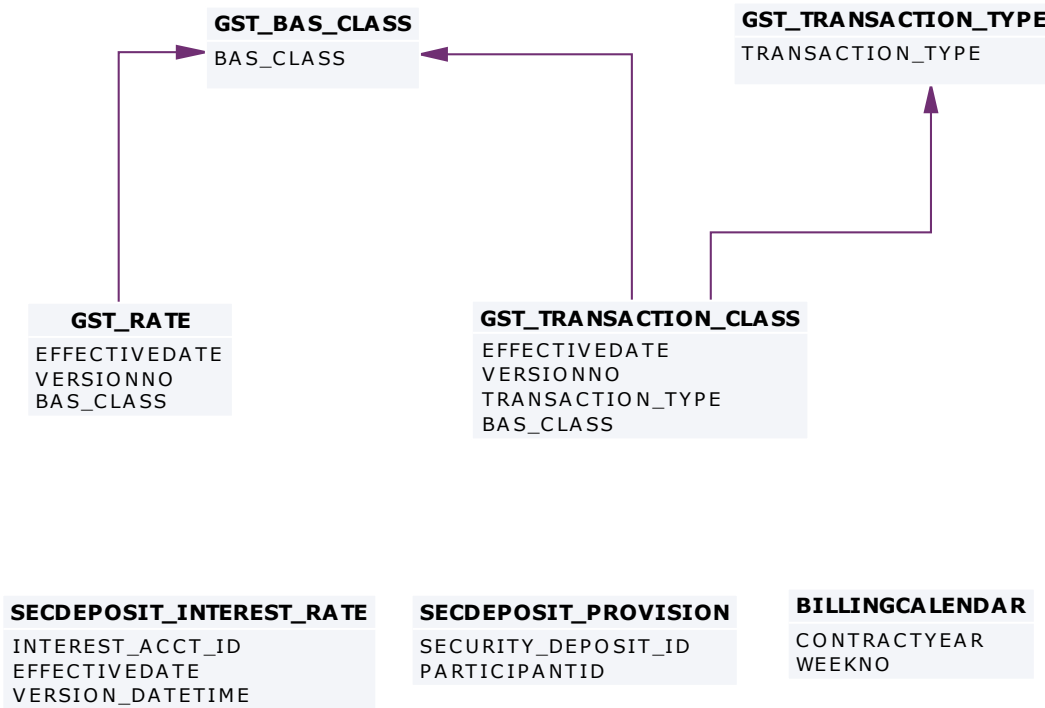 GST_BAS_CLASS
BAS_CLASS
GST_TRANSACTION_TYPE
TRANSACTION_TYPE
GST_RATE
EFFECTIVEDATE
VERSIONNO
BAS_CLASS
GST_TRANSACTION_CLASS
EFFECTIVEDATE
VERSIONNO
TRANSACTION_TYPE
BAS_CLASS
SECDEPOSIT_INTEREST_RATE
INTEREST_ACCT_ID
EFFECTIVEDATE
VERSION_DATETIME
SECDEPOSIT_PROVISION
SECURITY_DEPOSIT_ID
PARTICIPANTID
BILLINGCALENDAR
CONTRACTYEAR
WEEKNO